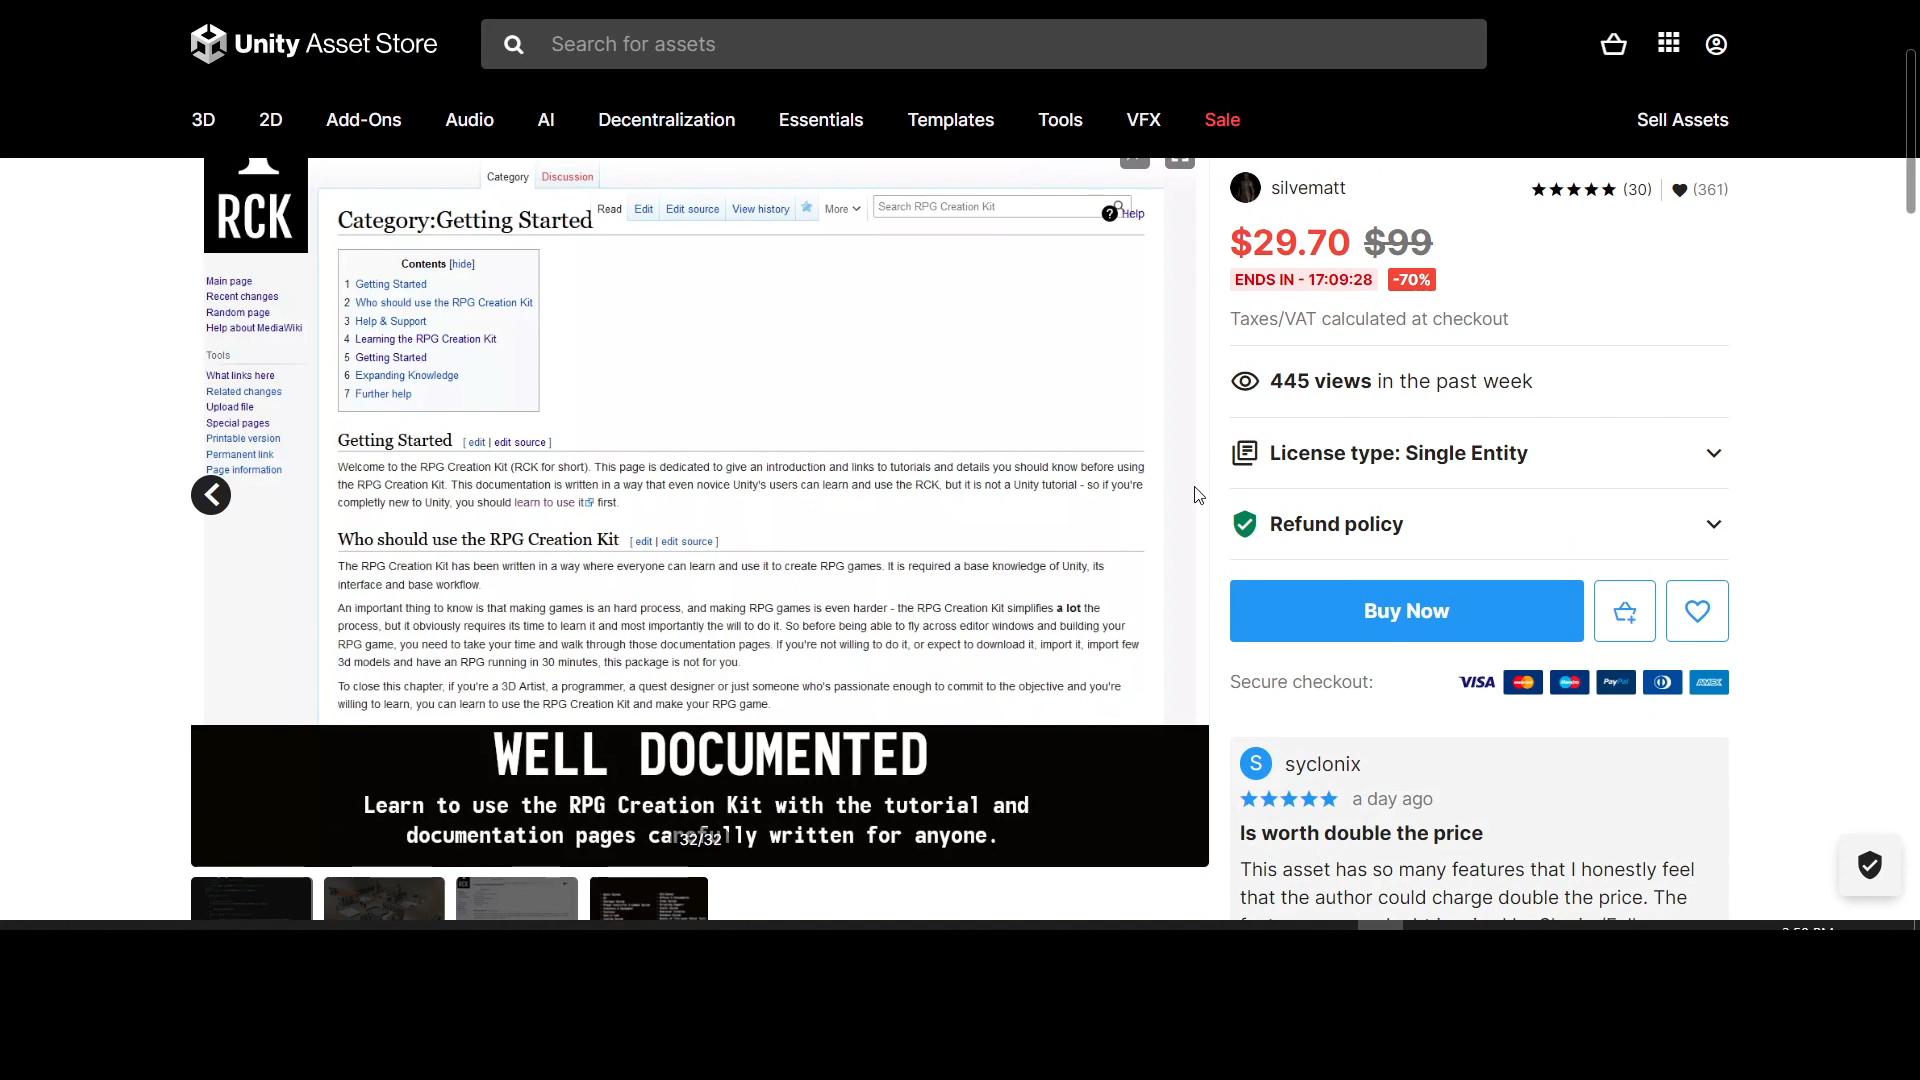 Unity Asset Store
Search for assets
3D 2D Add-Ons Audio AI Decentralization Essentials Templates Tools VFX Sale Sell Assets
RCK
Category Discussion
Read Edit Edit source View history More Search RPG Creation Kit
Category:Getting Started
Help
Contents [hide]
1 Getting Started
2 Who should use the RPG Creation Kit
3 Help & Support
4 Learning the RPG Creation Kit
5 Getting Started
6 Expanding Knowledge
7 Further help
Main page
Recent changes
Random page
Help about MediaWiki
Tools
What links here
Related changes
Upload file
Special pages
Printable version
Permanent link
Page information
Getting Started [ edit | edit source ]
Welcome to the RPG Creation Kit (RCK for short). This page is dedicated to give an introduction and links to tutorials and details you should know before using
the RPG Creation Kit. This documentation is written in a way that even novice Unity's users can learn and use the RCK, but it is not a Unity tutorial - so if you're
completly new to Unity, you should learn to use it first.
Who should use the RPG Creation Kit [ edit | edit source ]
The RPG Creation Kit has been written in a way where everyone can learn and use it to create RPG games. It is required a base knowledge of Unity, its
interface and base workflow.
An important thing to know is that making games is an hard process, and making RPG games is even harder - the RPG Creation Kit simplifies a lot the
process, but it obviously requires its time to learn it and most importantly the will to do it. So before being able to fly across editor windows and building your
RPG game, you need to take your time and walk through those documentation pages. If you're not willing to do it, or expect to download it, import it, import few
3d models and have an RPG running in 30 minutes, this package is not for you.
To close this chapter, if you're a 3D Artist, a programmer, a quest designer or just someone who's passionate enough to commit to the objective and you're
willing to learn, you can learn to use the RPG Creation Kit and make your RPG game.
WELL DOCUMENTED
Learn to use the RPG Creation Kit with the tutorial and
documentation pages carefully written for anyone.
32/32
silvematt
(30) (361)
$29.70 $99
ENDS IN - 17:09:28 -70%
Taxes/VAT calculated at checkout
445 views in the past week
License type: Single Entity
Refund policy
Buy Now
Secure checkout: VISA PayPal AMEX
S syclonix
a day ago
Is worth double the price
This asset has so many features that I honestly feel
that the author could charge double the price. The